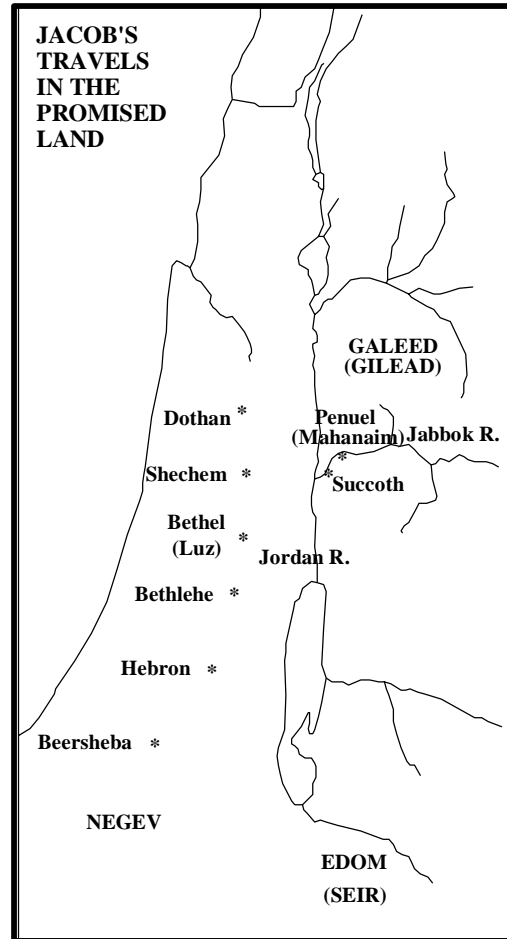 JACOB'S
TRAVELS
IN THE
PROMISED
LAND
GALEED
(GILEAD)
Dothan *
Penuel
(Mahanaim)
Jabbok R.
*
Shechem *
*
Succoth
Bethel
(Luz) *
Jordan R.
Bethlehe *
Hebron *
Beersheba *
NEGEV
EDOM
(SEIR)